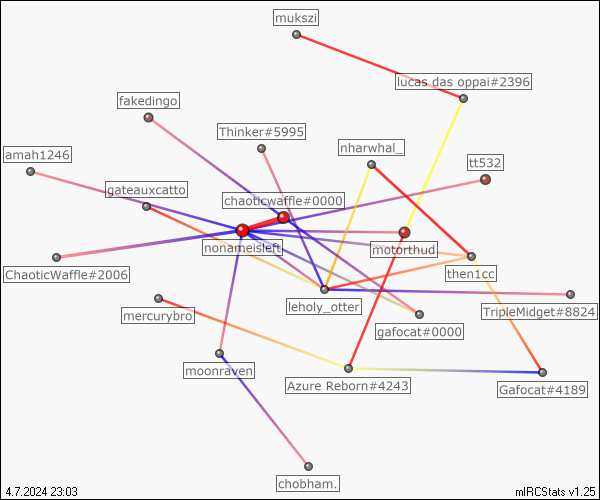 mukszi
lucas das oppai#2396
fakedingo
Thinker#5995
nharwhal_
amah1246
tt532
gateauxcatto
chaoticwaffle#0000
nonameisleft
motorthud
ChaoticWaffle#2006
then1cc
leholy_otter
TripleMidget#8824
mercurybro
gafocat#0000
moonraven
Azure Reborn#4243
Gafocat#4189
chobham.
4.7.2024 23:03
mIRCStats v1.25